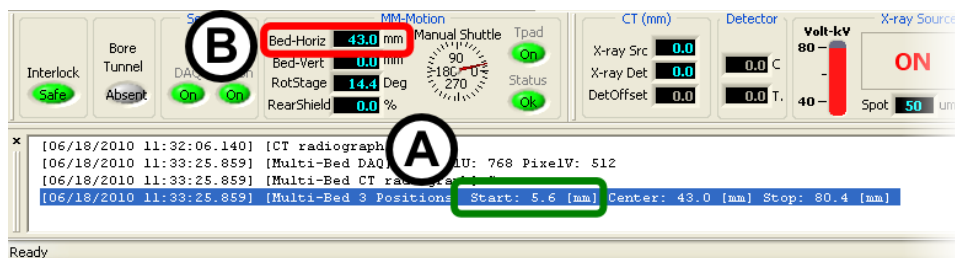 MM-Motion
CT (mm)
Detector
X-ray Source
Bed-Horiz 43.0 mm
Manual Shuttle
Tpad
On
Bore
Tunnel
Absent
Interlock
Safe
DAQ
On
On
B
Bed-Vert 0.0 mm
RotStage 14.4 Deg
RearShield 0.0 %
90
±180 0
270
Status
Ok
X-ray Src 0.0
X-ray Det 0.0
DetOffset 0.0
0.0 C
0.0 T.
Volt-kV
80
40
ON
Spot 50 um
A
[06/18/2010 11:32:06.140] [CT radiograph
[06/18/2010 11:33:25.859] [Multi-Bed DAQ] U: 768 PixelV: 512
[06/18/2010 11:33:25.859] [Multi-Bed CT
[06/18/2010 11:33:25.859] [Multi-Bed 3 Positions Start: 5.6 [mm] Center: 43.0 [mm] Stop: 80.4 [mm]
Ready